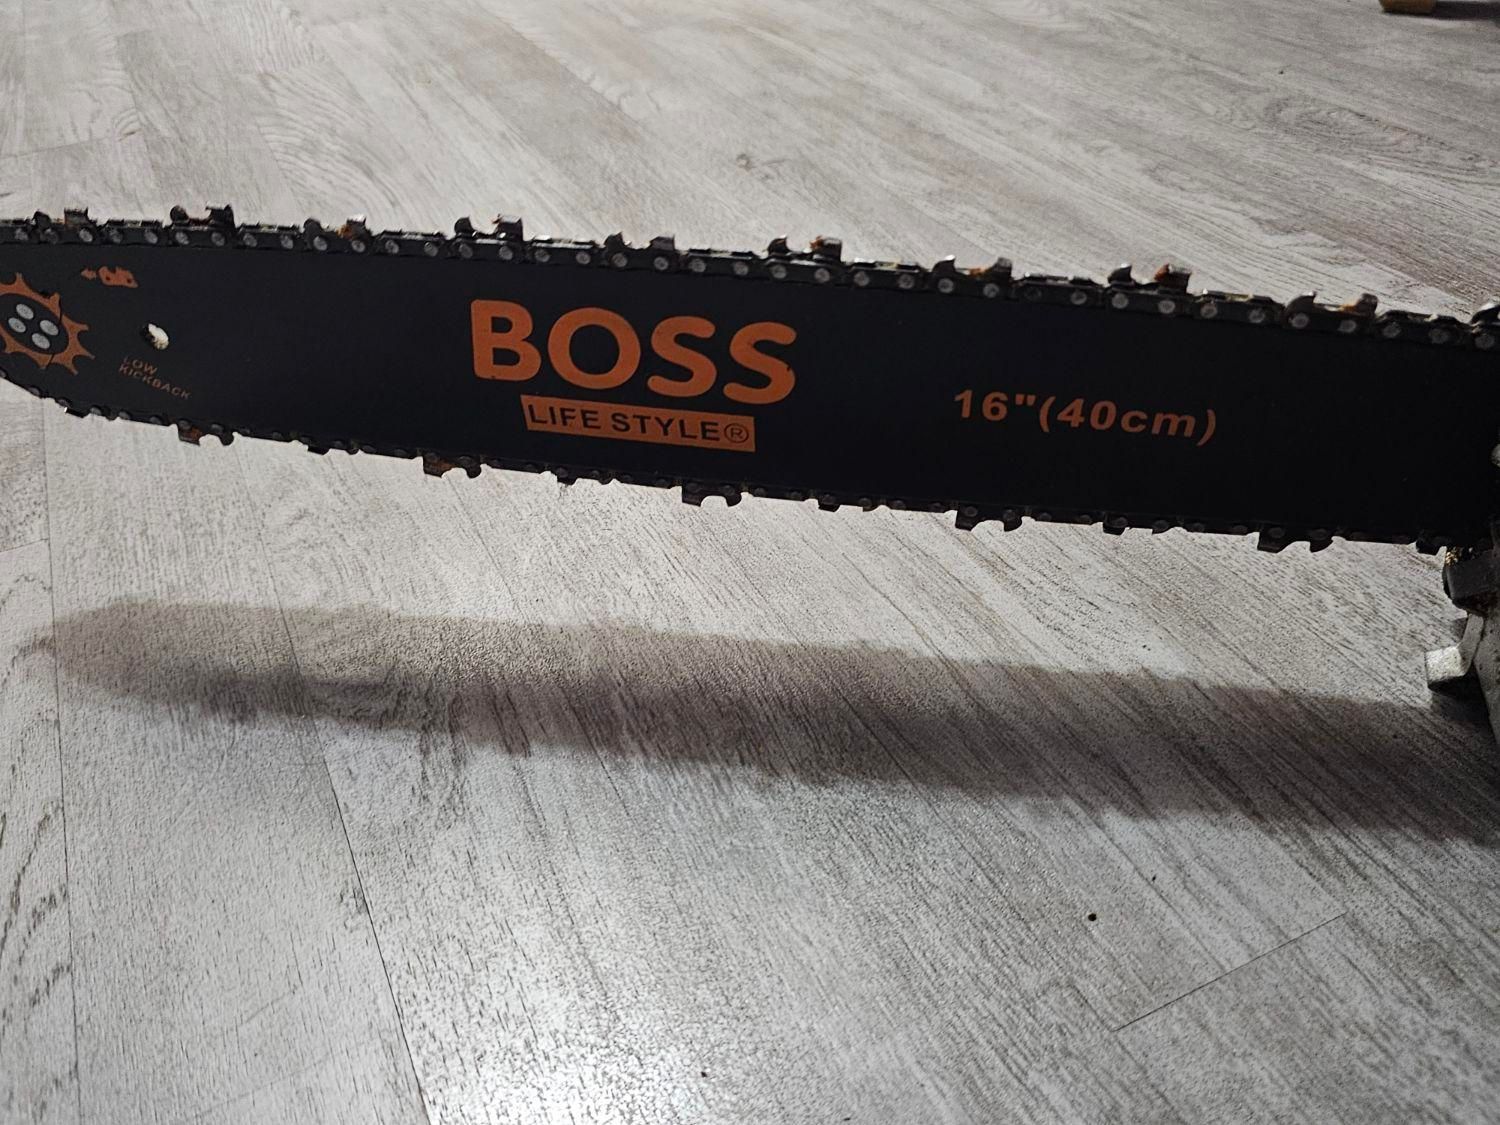 BOSS
LIFE STYLE®
16"(40cm)
LOW
KICKBACK